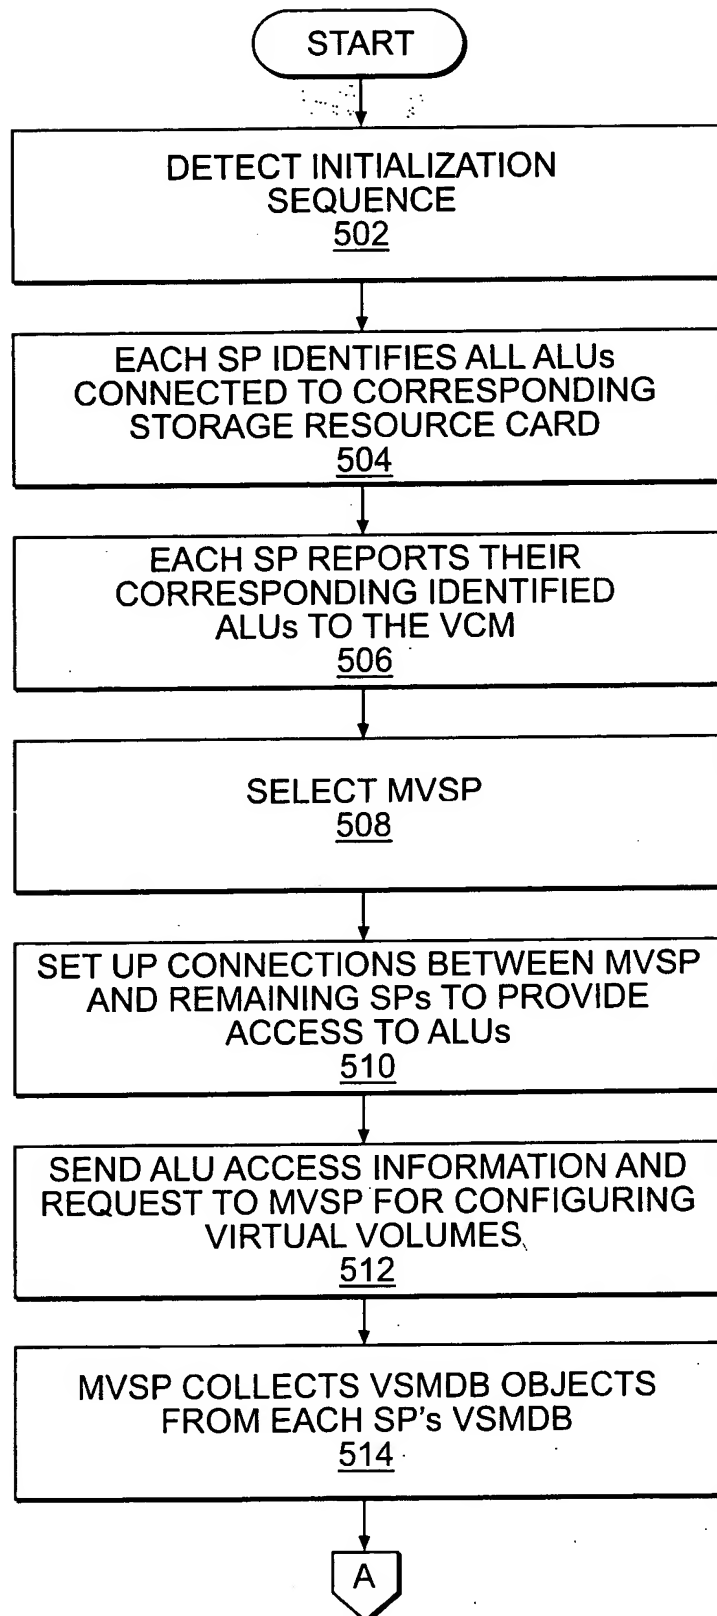 START
DETECT INITIALIZATION
SEQUENCE
502
EACH SP IDENTIFIES ALL ALUs
CONNECTED TO CORRESPONDING
STORAGE RESOURCE CARD
504
EACH SP REPORTS THEIR
CORRESPONDING IDENTIFIED
ALUs TO THE VCM
506
SELECT MVSP
508
SET UP CONNECTIONS BETWEEN MVSP
AND REMAINING SPs TO PROVIDE
ACCESS TO ALUs
510
SEND ALU ACCESS INFORMATION AND
REQUEST TO MVSP FOR CONFIGURING
VIRTUAL VOLUMES
512
MVSP COLLECTS VSMDB OBJECTS
FROM EACH SP's VSMDB
514
A